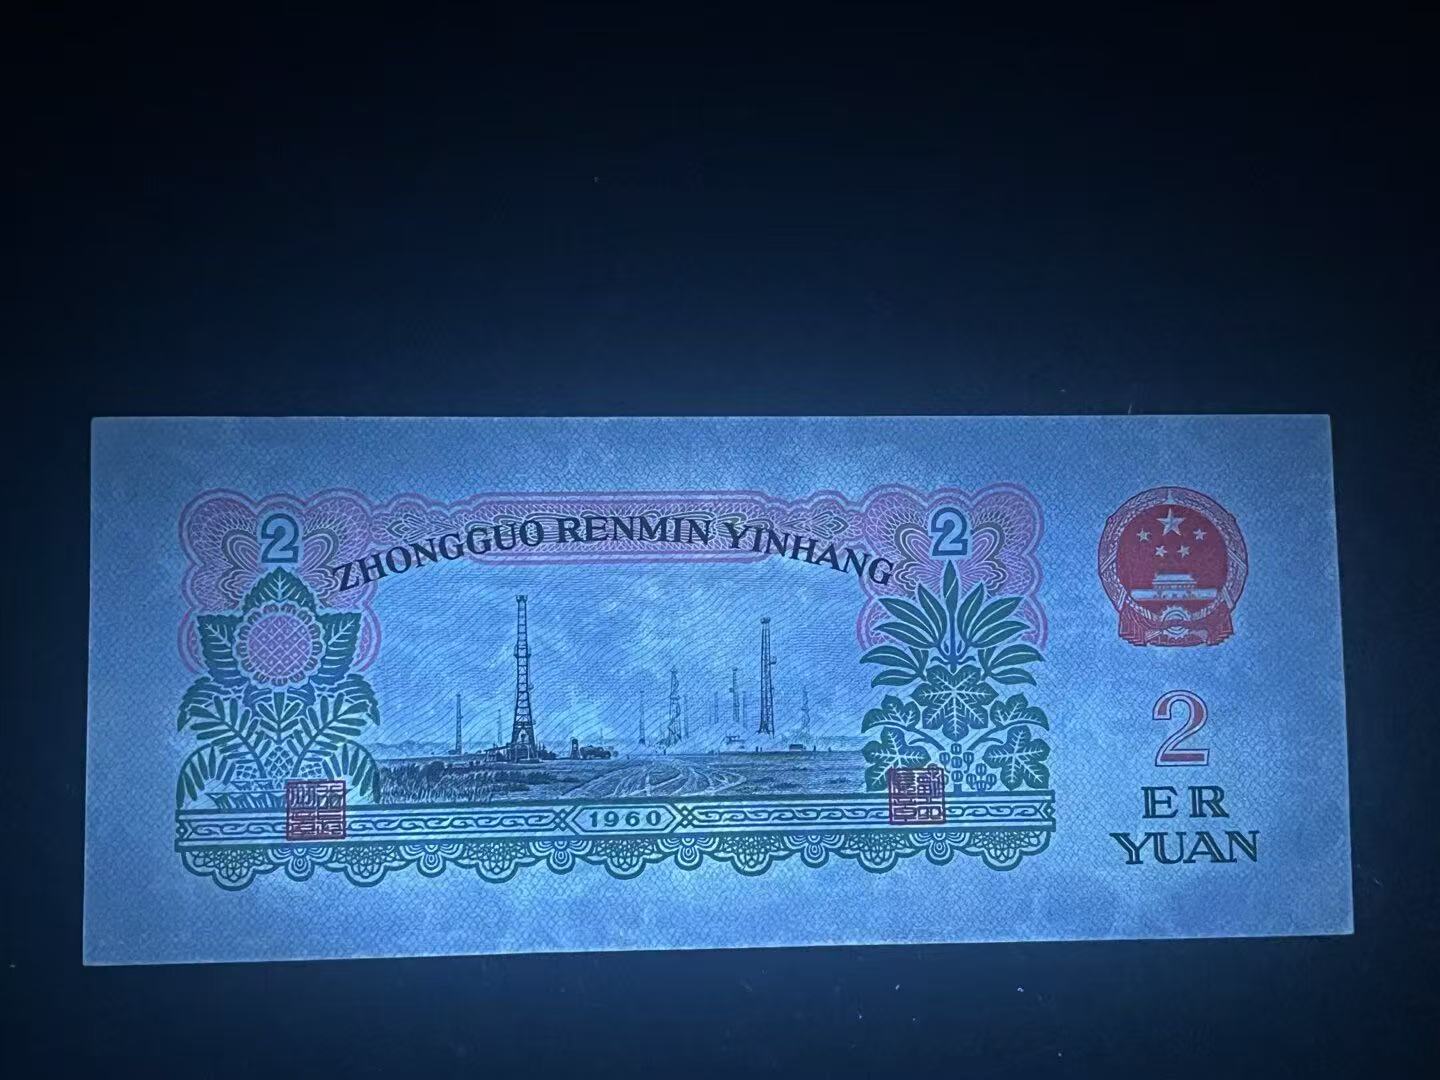 2
2
ZHONGGUO RENMIN YINHANG
1960
2
ER
YUAN